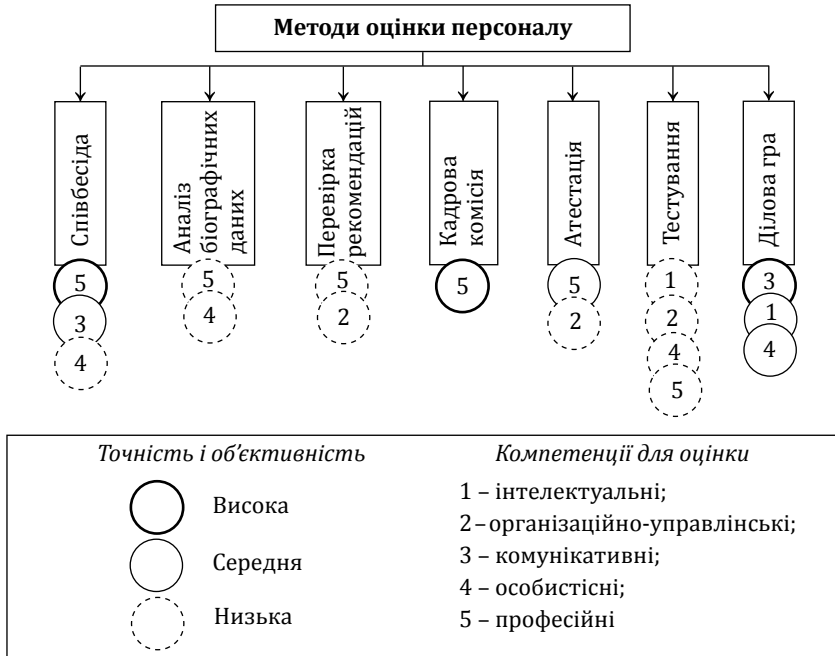 Методи оцінки персоналу
Співбесіда
Аналіз
біографічних
даних
Перевірка
рекомендацій
Кадрова
комісія
Атестація
Тестування
Ділова гра
5
3
4
5
4
5
2
5
5
2
1
2
4
5
3
1
4
Точність і об’єктивність
Висока
Середня
Низька
Компетенції для оцінки
1 – інтелектуальні;
2–організаційно-управлінські;
3 – комунікативні;
4 – особистісні;
5 – професійні